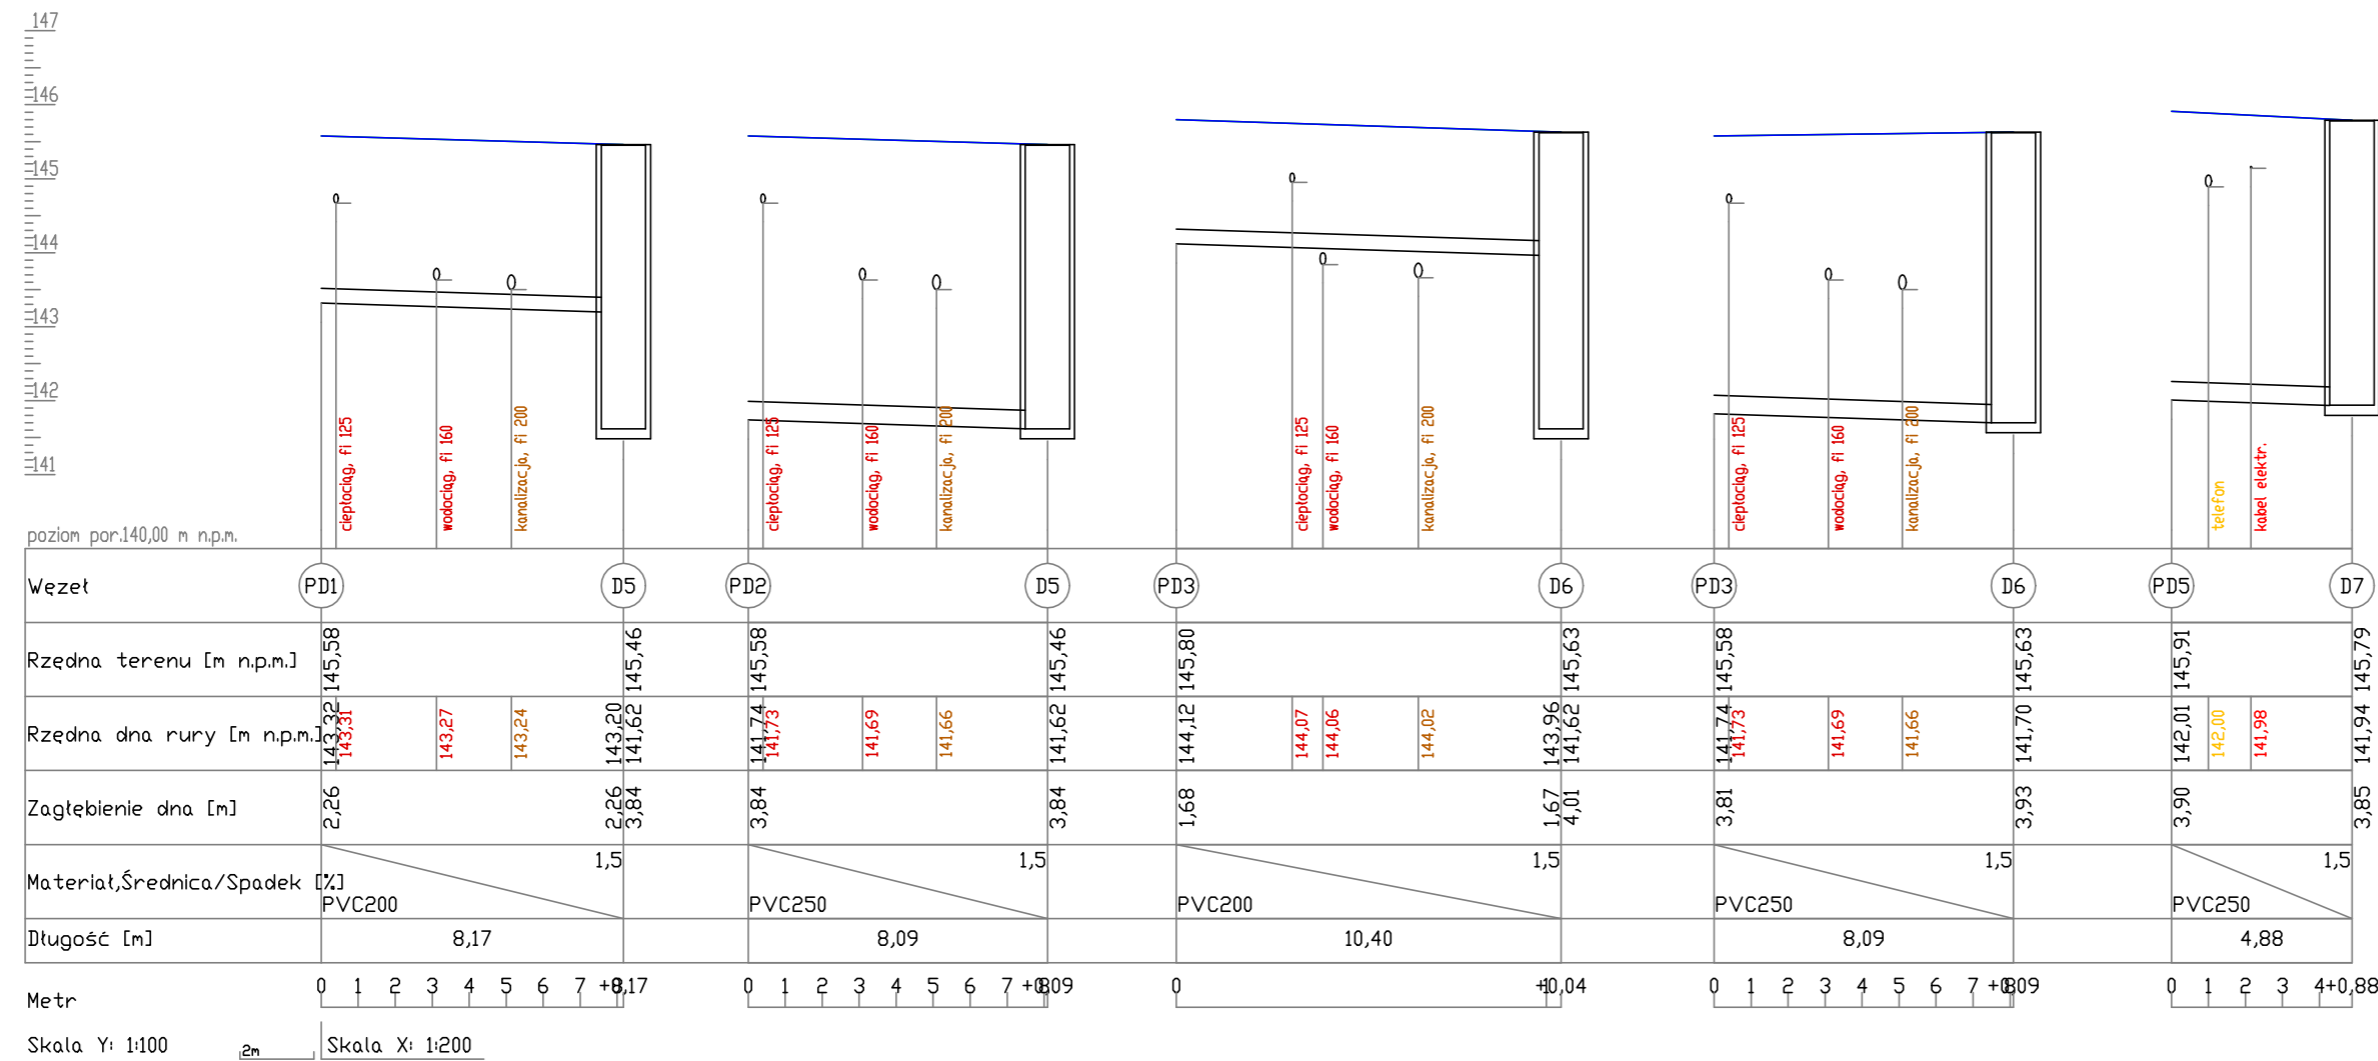 147
146
145
144
143
142
141
ciepłociąg, fi 125
wodociąg, fi 160
kanalizacja, fi 200
ciepłociąg, fi 125
wodociąg, fi 160
kanalizacja, fi 200
ciepłociąg, fi 125
wodociąg, fi 160
kanalizacja, fi 200
ciepłociąg, fi 125
wodociąg, fi 160
kanalizacja, fi 200
telefon
kabel elektr.
poziom por.140,00 m n.p.m.
Węzeł PD1 D5 PD2 D5 PD3 D6 PD3 D6 PD5 D7
Rzędna terenu [m n.p.m.] 145,58 145,46 145,58 145,46 145,80 145,63 145,58 145,63 145,91 145,79
Rzędna dna rury [m n.p.m.] 143,32 143,31 143,27 143,24 143,20 141,62 141,74 141,73 141,69 141,66 141,62 144,12 144,07 144,06 144,02 143,96 141,62 141,74 141,73 141,69 141,66 141,70 142,01 142,00 141,98 141,94
Zagłębienie dna [m] 2,26 2,26 3,84 3,84 3,84 1,68 1,67 4,01 3,81 3,93 3,90 3,85
1,5 1,5 1,5 1,5 1,5
Materiał,Średnica/Spadek [%]
PVC200 PVC250 PVC200 PVC250 PVC250
Długość [m] 8,17 8,09 10,40 8,09 4,88
Metr 0 1 2 3 4 5 6 7 0 1 2 3 4 5 6 7 0 0 1 2 3 4 5 6 7 0 1 2 3 4 +0,88
Skala Y: 1:100 2m Skala X: 1:200